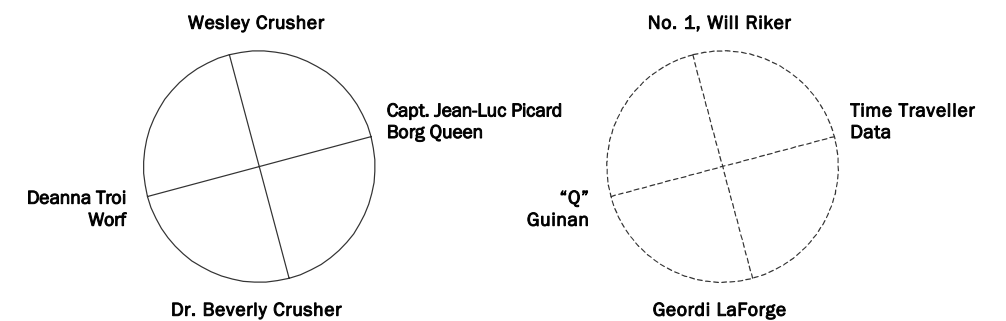 Wesley Crusher
Capt. Jean-Luc Picard
Borg Queen
Deanna Troi
Worf
Dr. Beverly Crusher
No. 1, Will Riker
Time Traveller
Data
“Q”
Guinan
Geordi LaForge